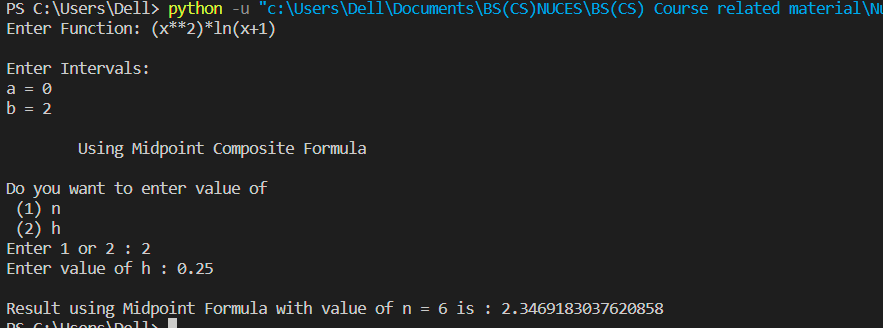 PS C:\Users\Dell> python -u "c:\Users\Dell\Documents\BS(CS)NUCES\BS(CS) Course related material\Nu
Enter Function: (x**2)*ln(x+1)
Enter Intervals:
a = 0
b = 2
Using Midpoint Composite Formula
Do you want to enter value of
(1) n
(2) h
Enter 1 or 2 : 2
Enter value of h : 0.25
Result using Midpoint Formula with value of n = 6 is : 2.3469183037620858
PS C:\Users\Dell>